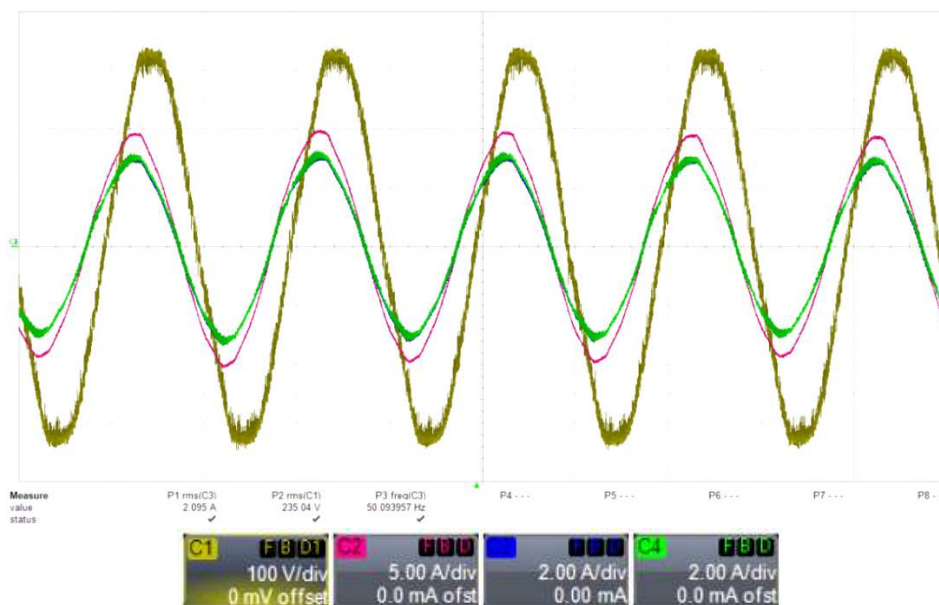 C3
Measure P1 rms(C3) P2 rms(C1) P3 freq(C3) P4 - - - P5 - - - P6 - - - P7 - - - P8 - - -
value 2.095 A 235.04 V 50.093957 Hz
status ✓ ✓ ✓
C1 F B D1 C2 F B D C4 F B D
100 V/div 5.00 A/div 2.00 A/div 2.00 A/div
0 mV offset 0.0 mA ofst 0.00 mA 0.0 mA ofst